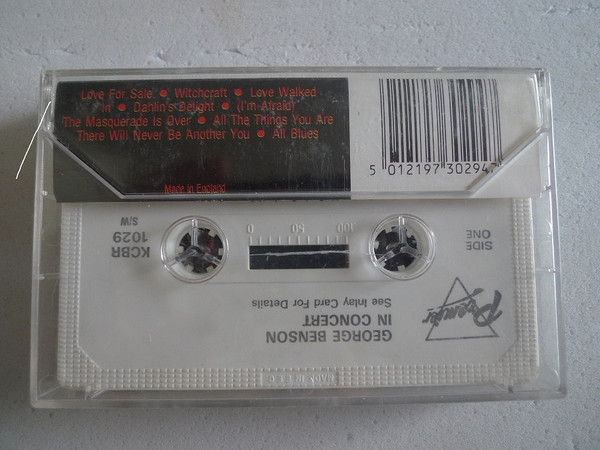 Love For Sale ● Witchcraft ● Love Walked
In ● Dahlin's Delight ● (I'm Afraid)
The Masquerade Is Over ● All The Things You Are
There Will Never Be Another You ● All Blues
Made in England
5 012197 30294
SIDE
ONE
0 50 100
KCBR
1029
S/W
Premier
See Inlay Card For Details
GEORGE BENSON
IN CONCERT